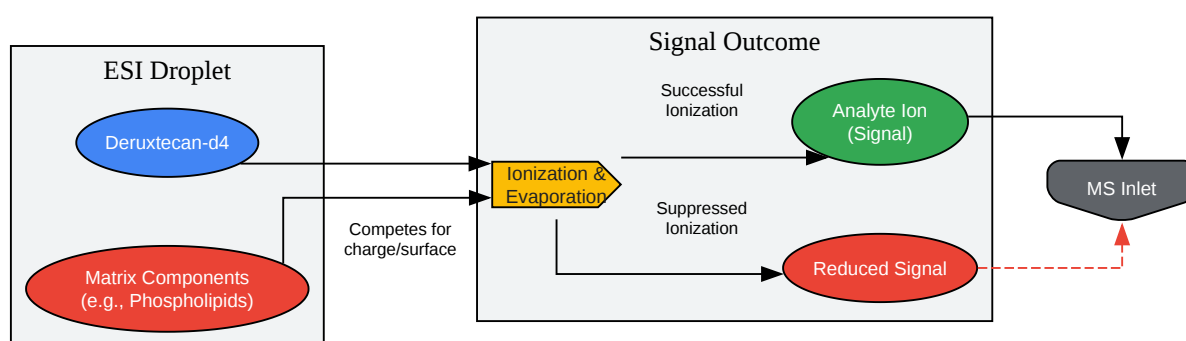 ESI Droplet
Deruxtecan-d4
Matrix Components
(e.g., Phospholipids)
Competes for
charge/surface
Signal Outcome
Ionization &
Evaporation
Successful
Ionization
Suppressed
Ionization
Analyte Ion
(Signal)
Reduced Signal
MS Inlet